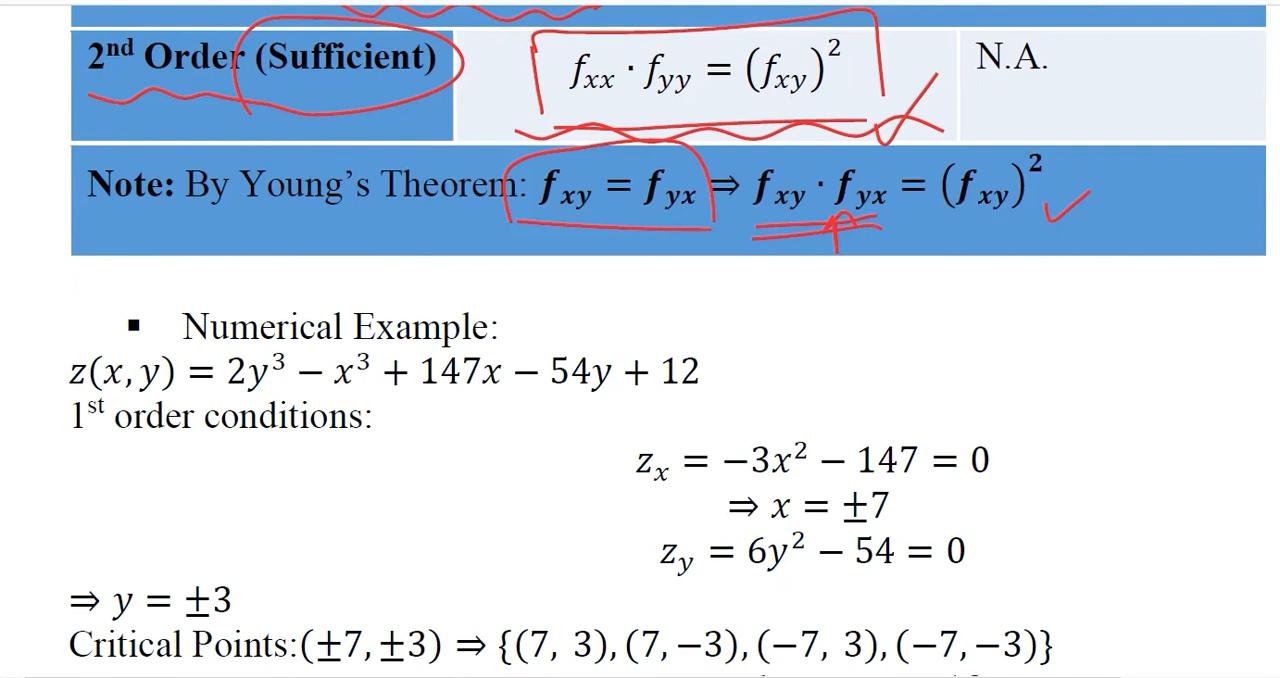 2nd Order (Sufficient) fxx · fyy = (fxy)² N.A.
Note: By Young's Theorem: fxy = fyx ⇒ fxy · fyx = (fxy)²
▪ Numerical Example:
z(x, y) = 2y³ − x³ + 147x − 54y + 12
1st order conditions:
zx = −3x² − 147 = 0
⇒ x = ±7
zy = 6y² − 54 = 0
⇒ y = ±3
Critical Points:(±7, ±3) ⇒ {(7, 3), (7, −3), (−7, 3), (−7, −3)}